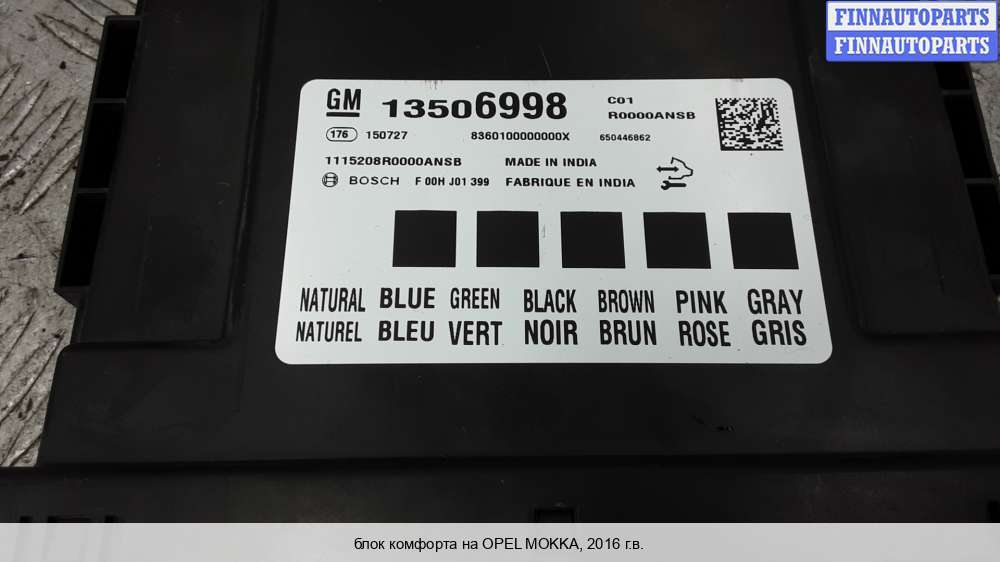 FINNAUTOPARTS
FINNAUTOPARTS
GM 13506998 C01
R0000ANSB
176 150727 8360100000000X 650446862
1115208R0000ANSB MADE IN INDIA
BOSCH F 00H J01 399 FABRIQUE EN INDIA
NATURAL BLUE GREEN BLACK BROWN PINK GRAY
NATUREL BLEU VERT NOIR BRUN ROSE GRIS
блок комфорта на OPEL MOKKA, 2016 г.в.